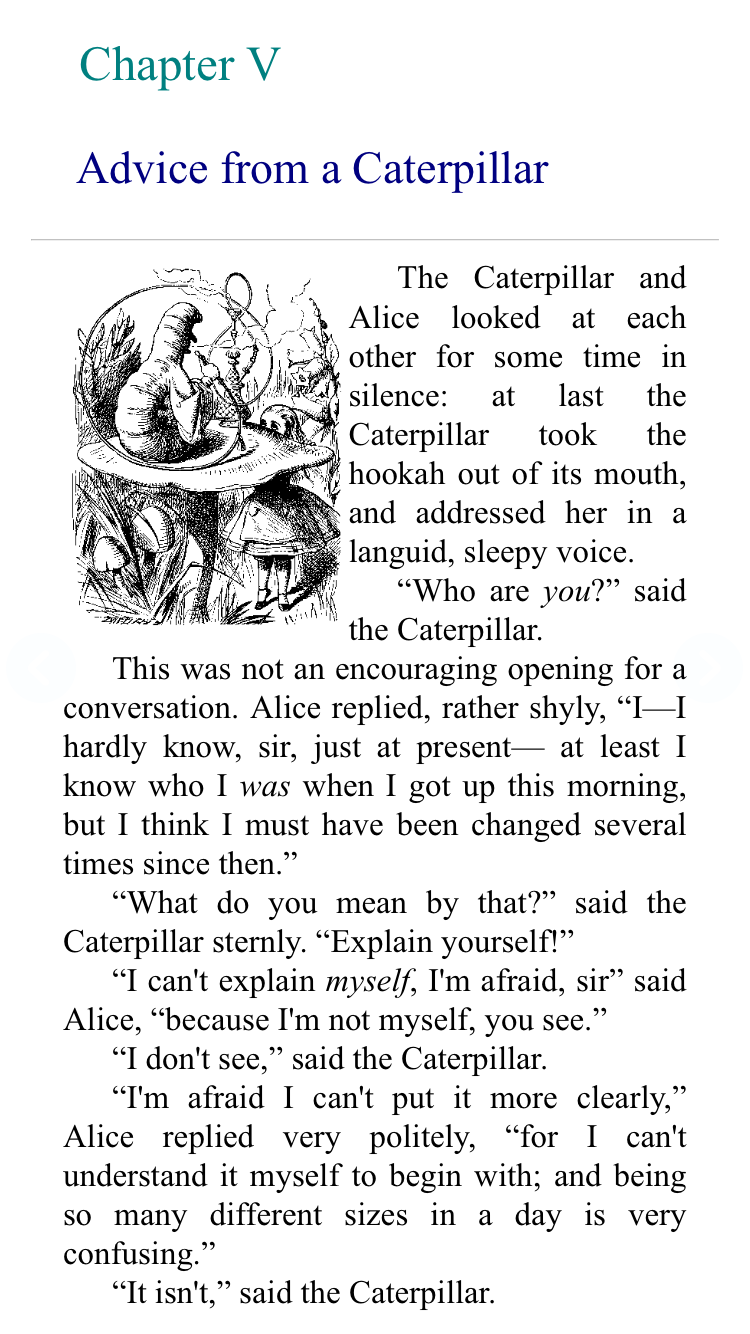 Chapter V
Advice from a Caterpillar
The Caterpillar and
Alice looked at each
other for some time in
silence: at last the
Caterpillar took the
hookah out of its mouth,
and addressed her in a
languid, sleepy voice.
“Who are you?” said
the Caterpillar.
This was not an encouraging opening for a
conversation. Alice replied, rather shyly, “I—I
hardly know, sir, just at present— at least I
know who I was when I got up this morning,
but I think I must have been changed several
times since then.”
“What do you mean by that?” said the
Caterpillar sternly. “Explain yourself!”
“I can't explain myself, I'm afraid, sir” said
Alice, “because I'm not myself, you see.”
“I don't see,” said the Caterpillar.
“I'm afraid I can't put it more clearly,”
Alice replied very politely, “for I can't
understand it myself to begin with; and being
so many different sizes in a day is very
confusing.”
“It isn't,” said the Caterpillar.